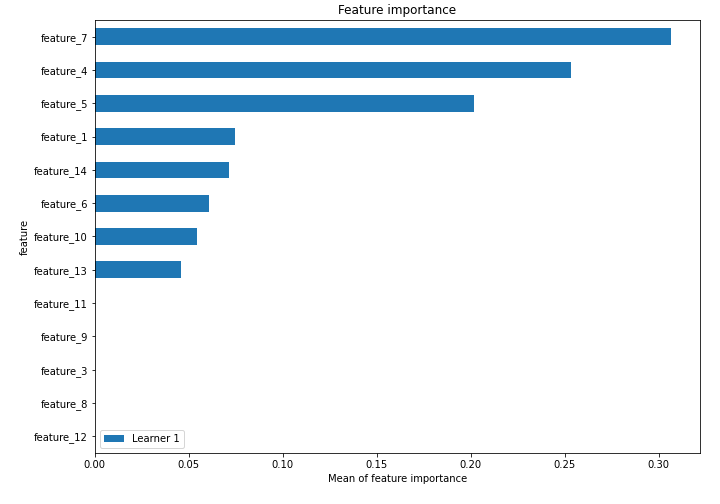 Feature importance
feature_7
feature_4
feature_5
feature_1
feature_14
feature_6
feature_10
feature_13
feature_11
feature_9
feature_3
feature_8
feature_12
feature
Learner 1
0.00 0.05 0.10 0.15 0.20 0.25 0.30
Mean of feature importance